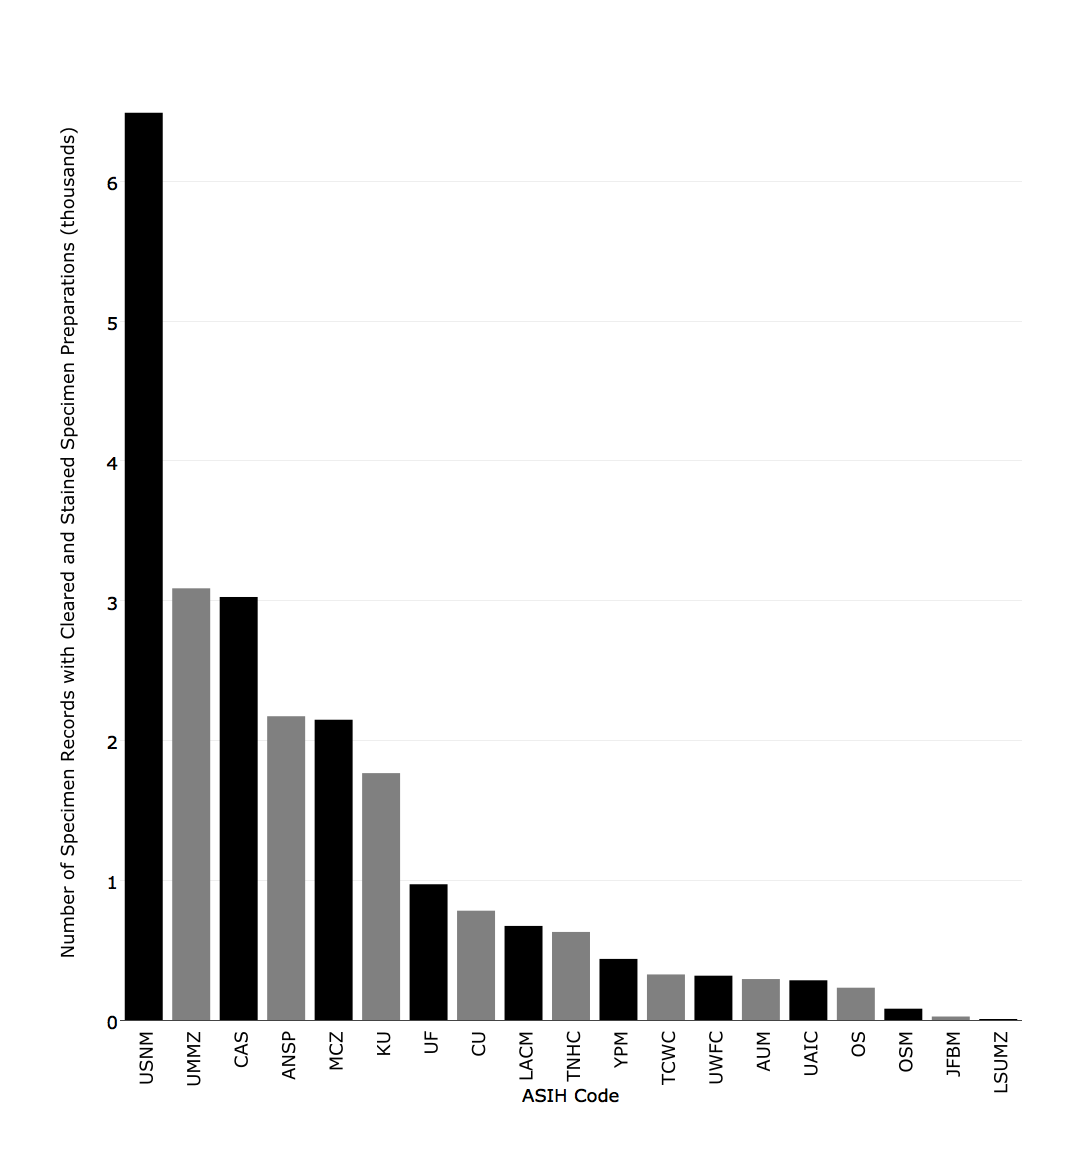 Number of Specimen Records with Cleared and Stained Specimen Preparations (thousands)
6
5
4
3
2
1
0
USNM
UMMZ
CAS
ANSP
MCZ
KU
UF
CU
LACM
TNHC
YPM
TCWC
UWFC
AUM
UAIC
OS
OSM
JFBM
LSUMZ
ASIH Code